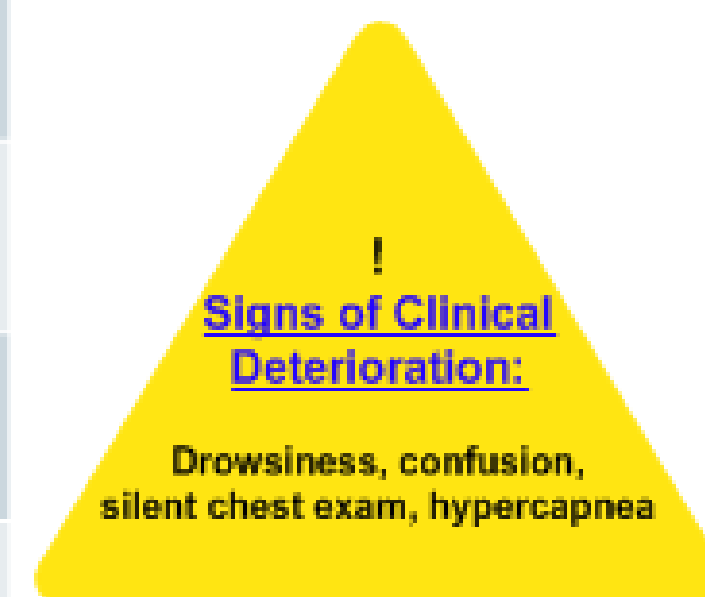 !
Signs of Clinical
Deterioration:
Drowsiness, confusion,
silent chest exam, hypercapnea